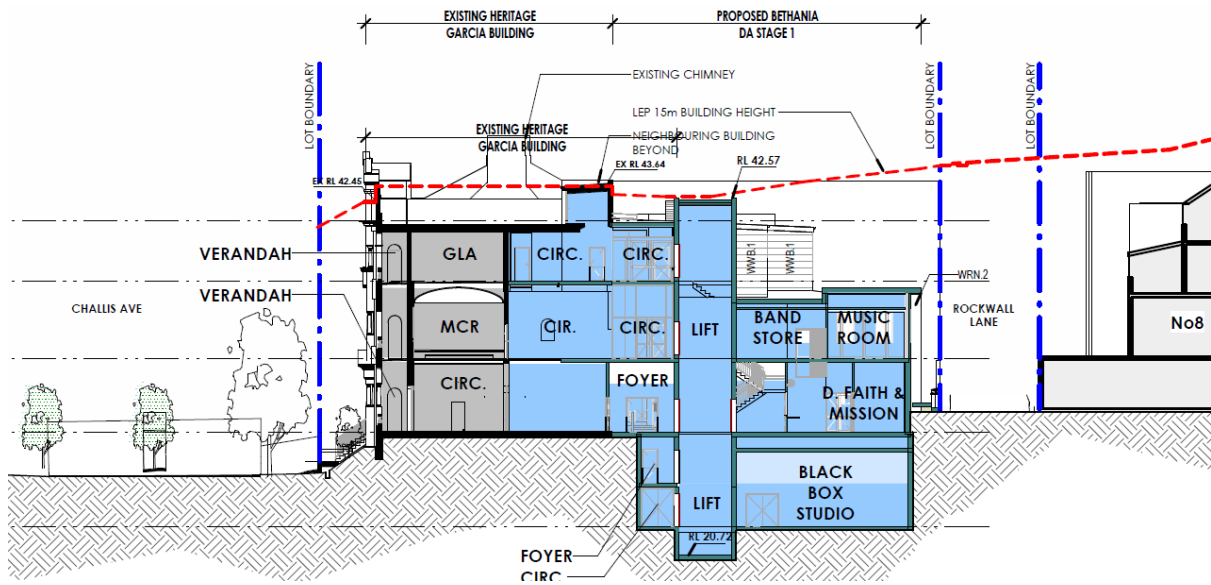 EXISTING HERITAGE
GARCIA BUILDING
PROPOSED BETHANIA
DA STAGE 1
LOT BOUNDARY
EXISTING CHIMNEY
LEP 15m BUILDING HEIGHT
LOT BOUNDARY
LOT BOUNDARY
EXISTING HERITAGE
GARCIA BUILDING
NEIGHBOURING BUILDING
BEYOND
EX RL 42.45
EX RL 43.64
RL 42.57
VERANDAH
GLA
CIRC.
CIRC.
WWB.1
WWB.1
WRN.2
VERANDAH
CHALLIS AVE
MCR
CIR.
CIRC.
LIFT
BAND
STORE
MUSIC
ROOM
ROCKWALL
LANE
No8
CIRC.
FOYER
D. FAITH &
MISSION
BLACK
BOX
STUDIO
LIFT
RL 20.72
FOYER
CIRC